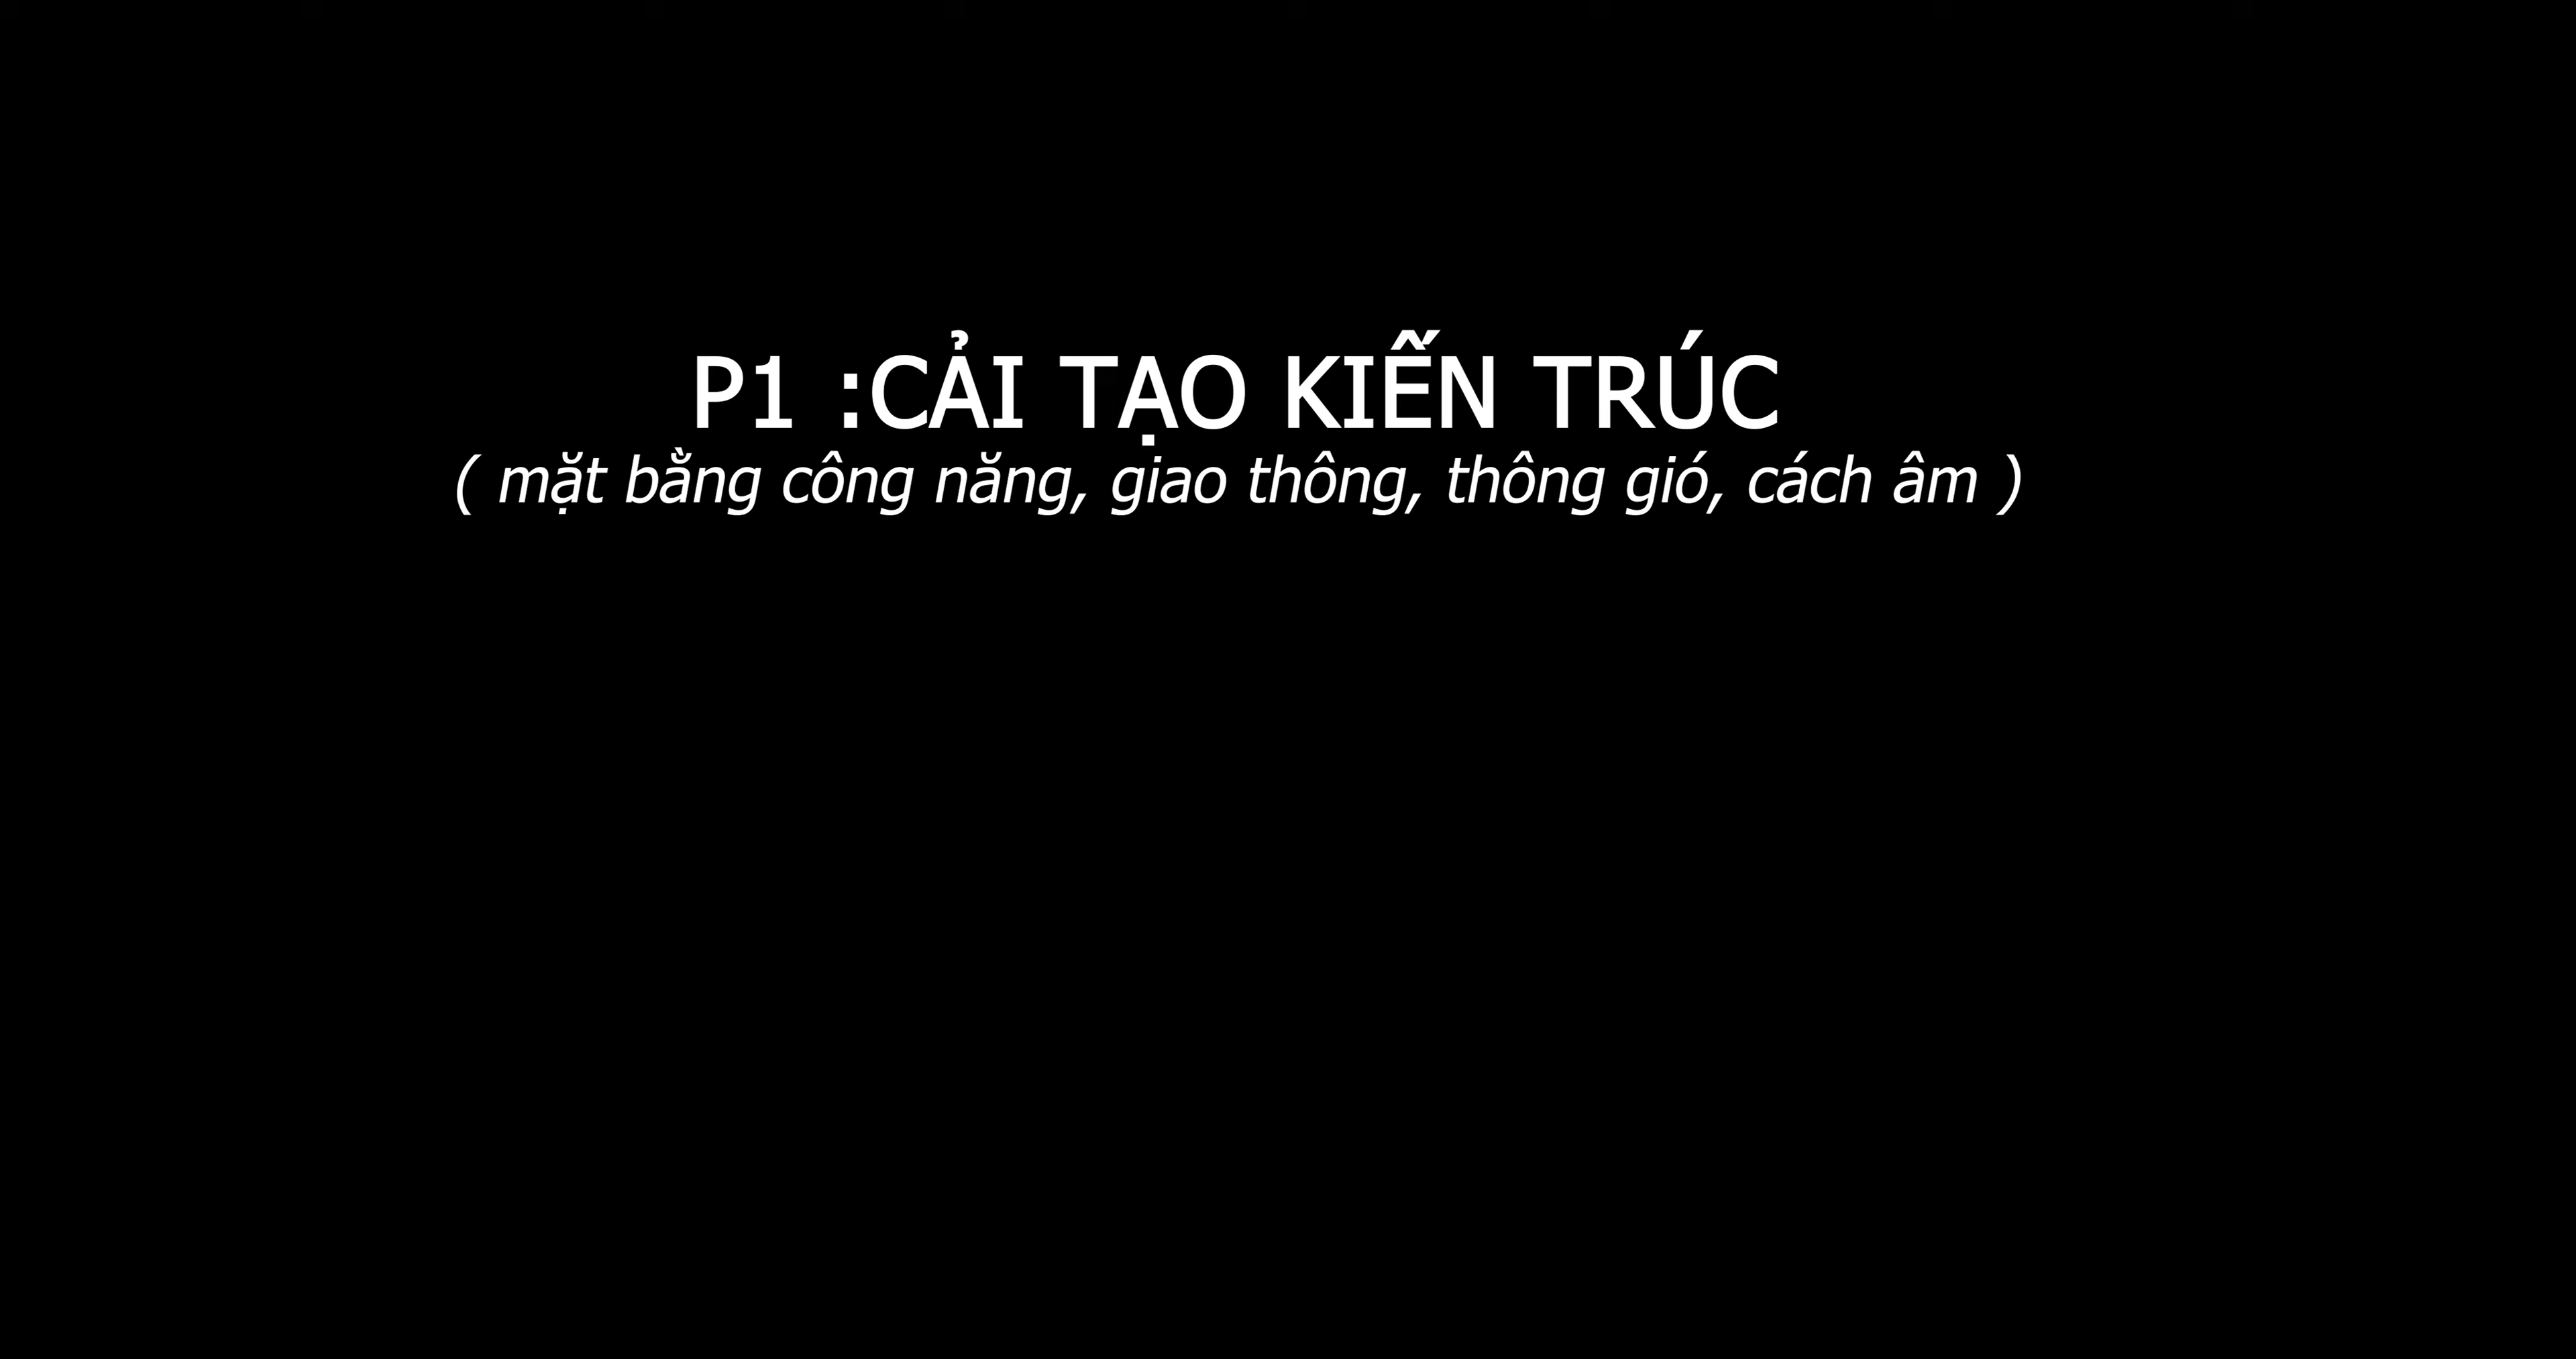 P1 :CẢI TẠO KIẾN TRÚC
( mặt bằng công năng, giao thông, thông gió, cách âm )